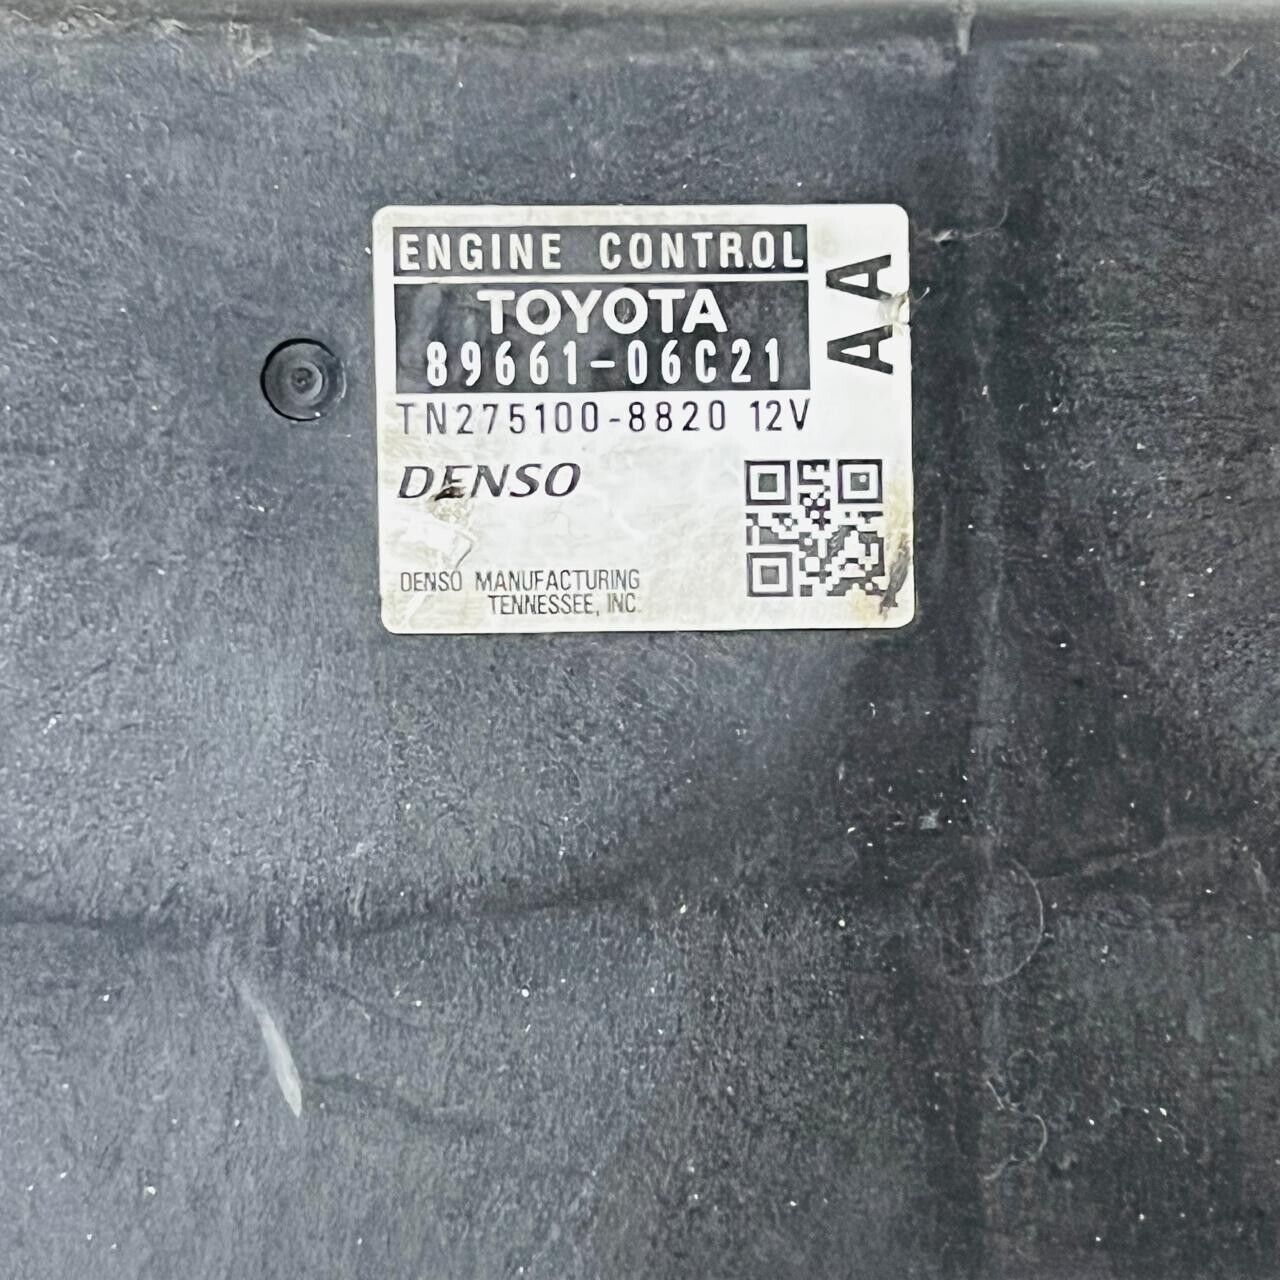 ENGINE CONTROL
TOYOTA
89661-06C21
AA
TN275100-8820 12V
DENSO
DENSO MANUFACTURING
TENNESSEE, INC.